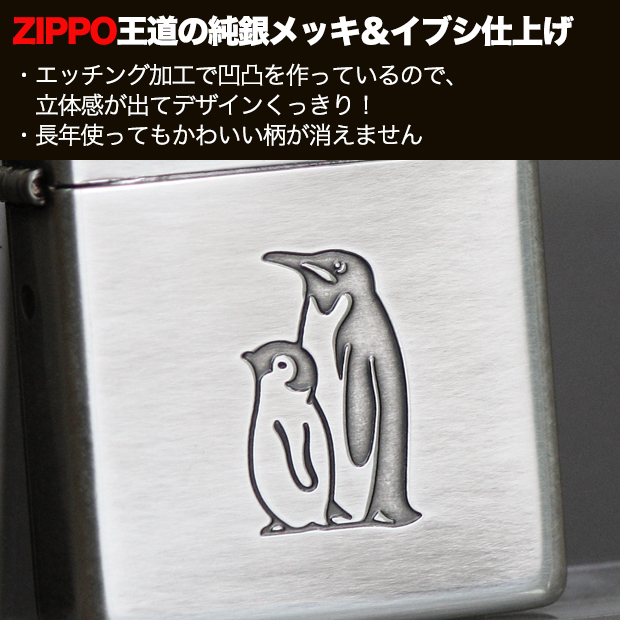 ZIPPO王道の純銀メッキ＆イブシ仕上げ
・エッチング加工で凹凸を作っているので、
立体感が出てデザインくっきり！
・長年使ってもかわいい柄が消えません